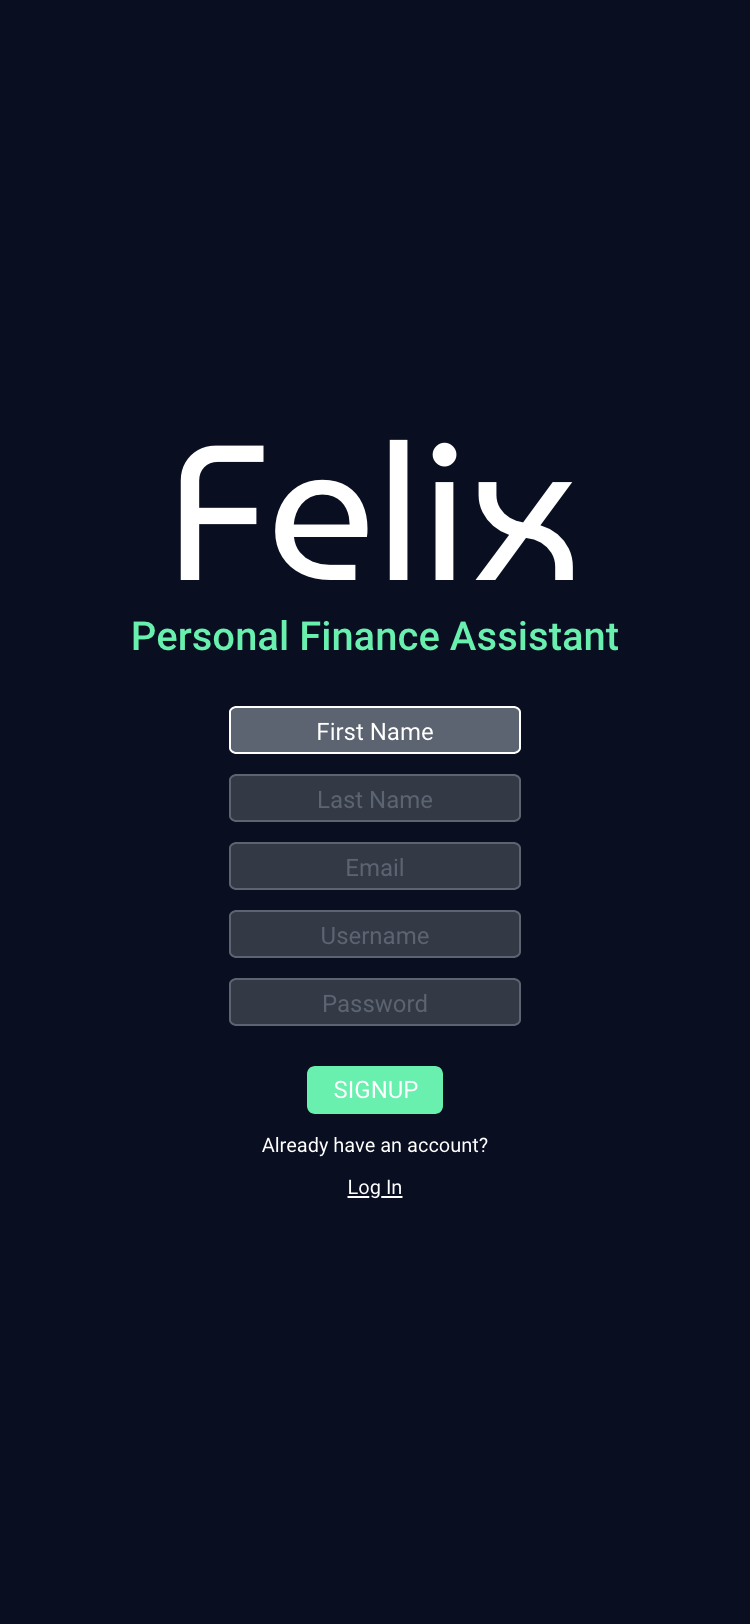 Felix
Personal Finance Assistant
First Name
Last Name
Email
Username
Password
SIGNUP
Already have an account?
Log In